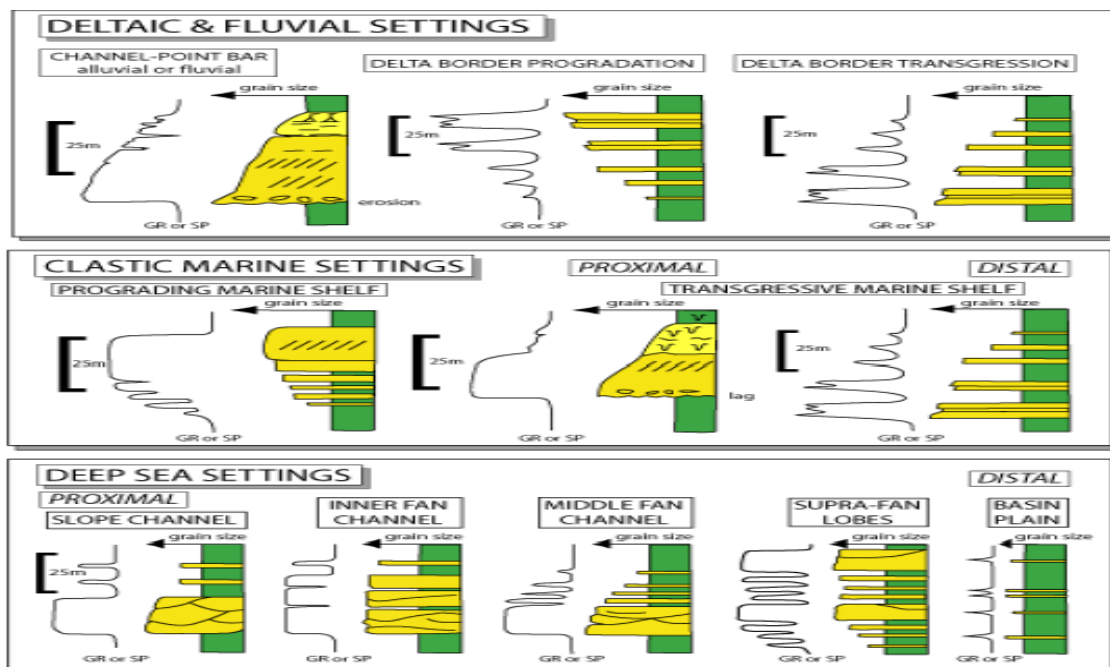 DELTAIC & FLUVIAL SETTINGS
CHANNEL-POINT BAR
alluvial or fluvial
DELTA BORDER PROGRADATION
DELTA BORDER TRANSGRESSION
grain size
grain size
grain size
25m
25m
25m
erosion
GR or SP
GR or SP
GR or SP
CLASTIC MARINE SETTINGS
PROXIMAL
DISTAL
PROGRADING MARINE SHELF
TRANSGRESSIVE MARINE SHELF
grain size
grain size
grain size
25m
25m
25m
lag
GR or SP
GR or SP
GR or SP
DEEP SEA SETTINGS
PROXIMAL
DISTAL
SLOPE CHANNEL
INNER FAN
CHANNEL
MIDDLE FAN
CHANNEL
SUPRA-FAN
LOBES
BASIN
PLAIN
grain size
grain size
grain size
grain size
grain size
25m
GR or SP
GR or SP
GR or SP
GR or SP
GR or SP